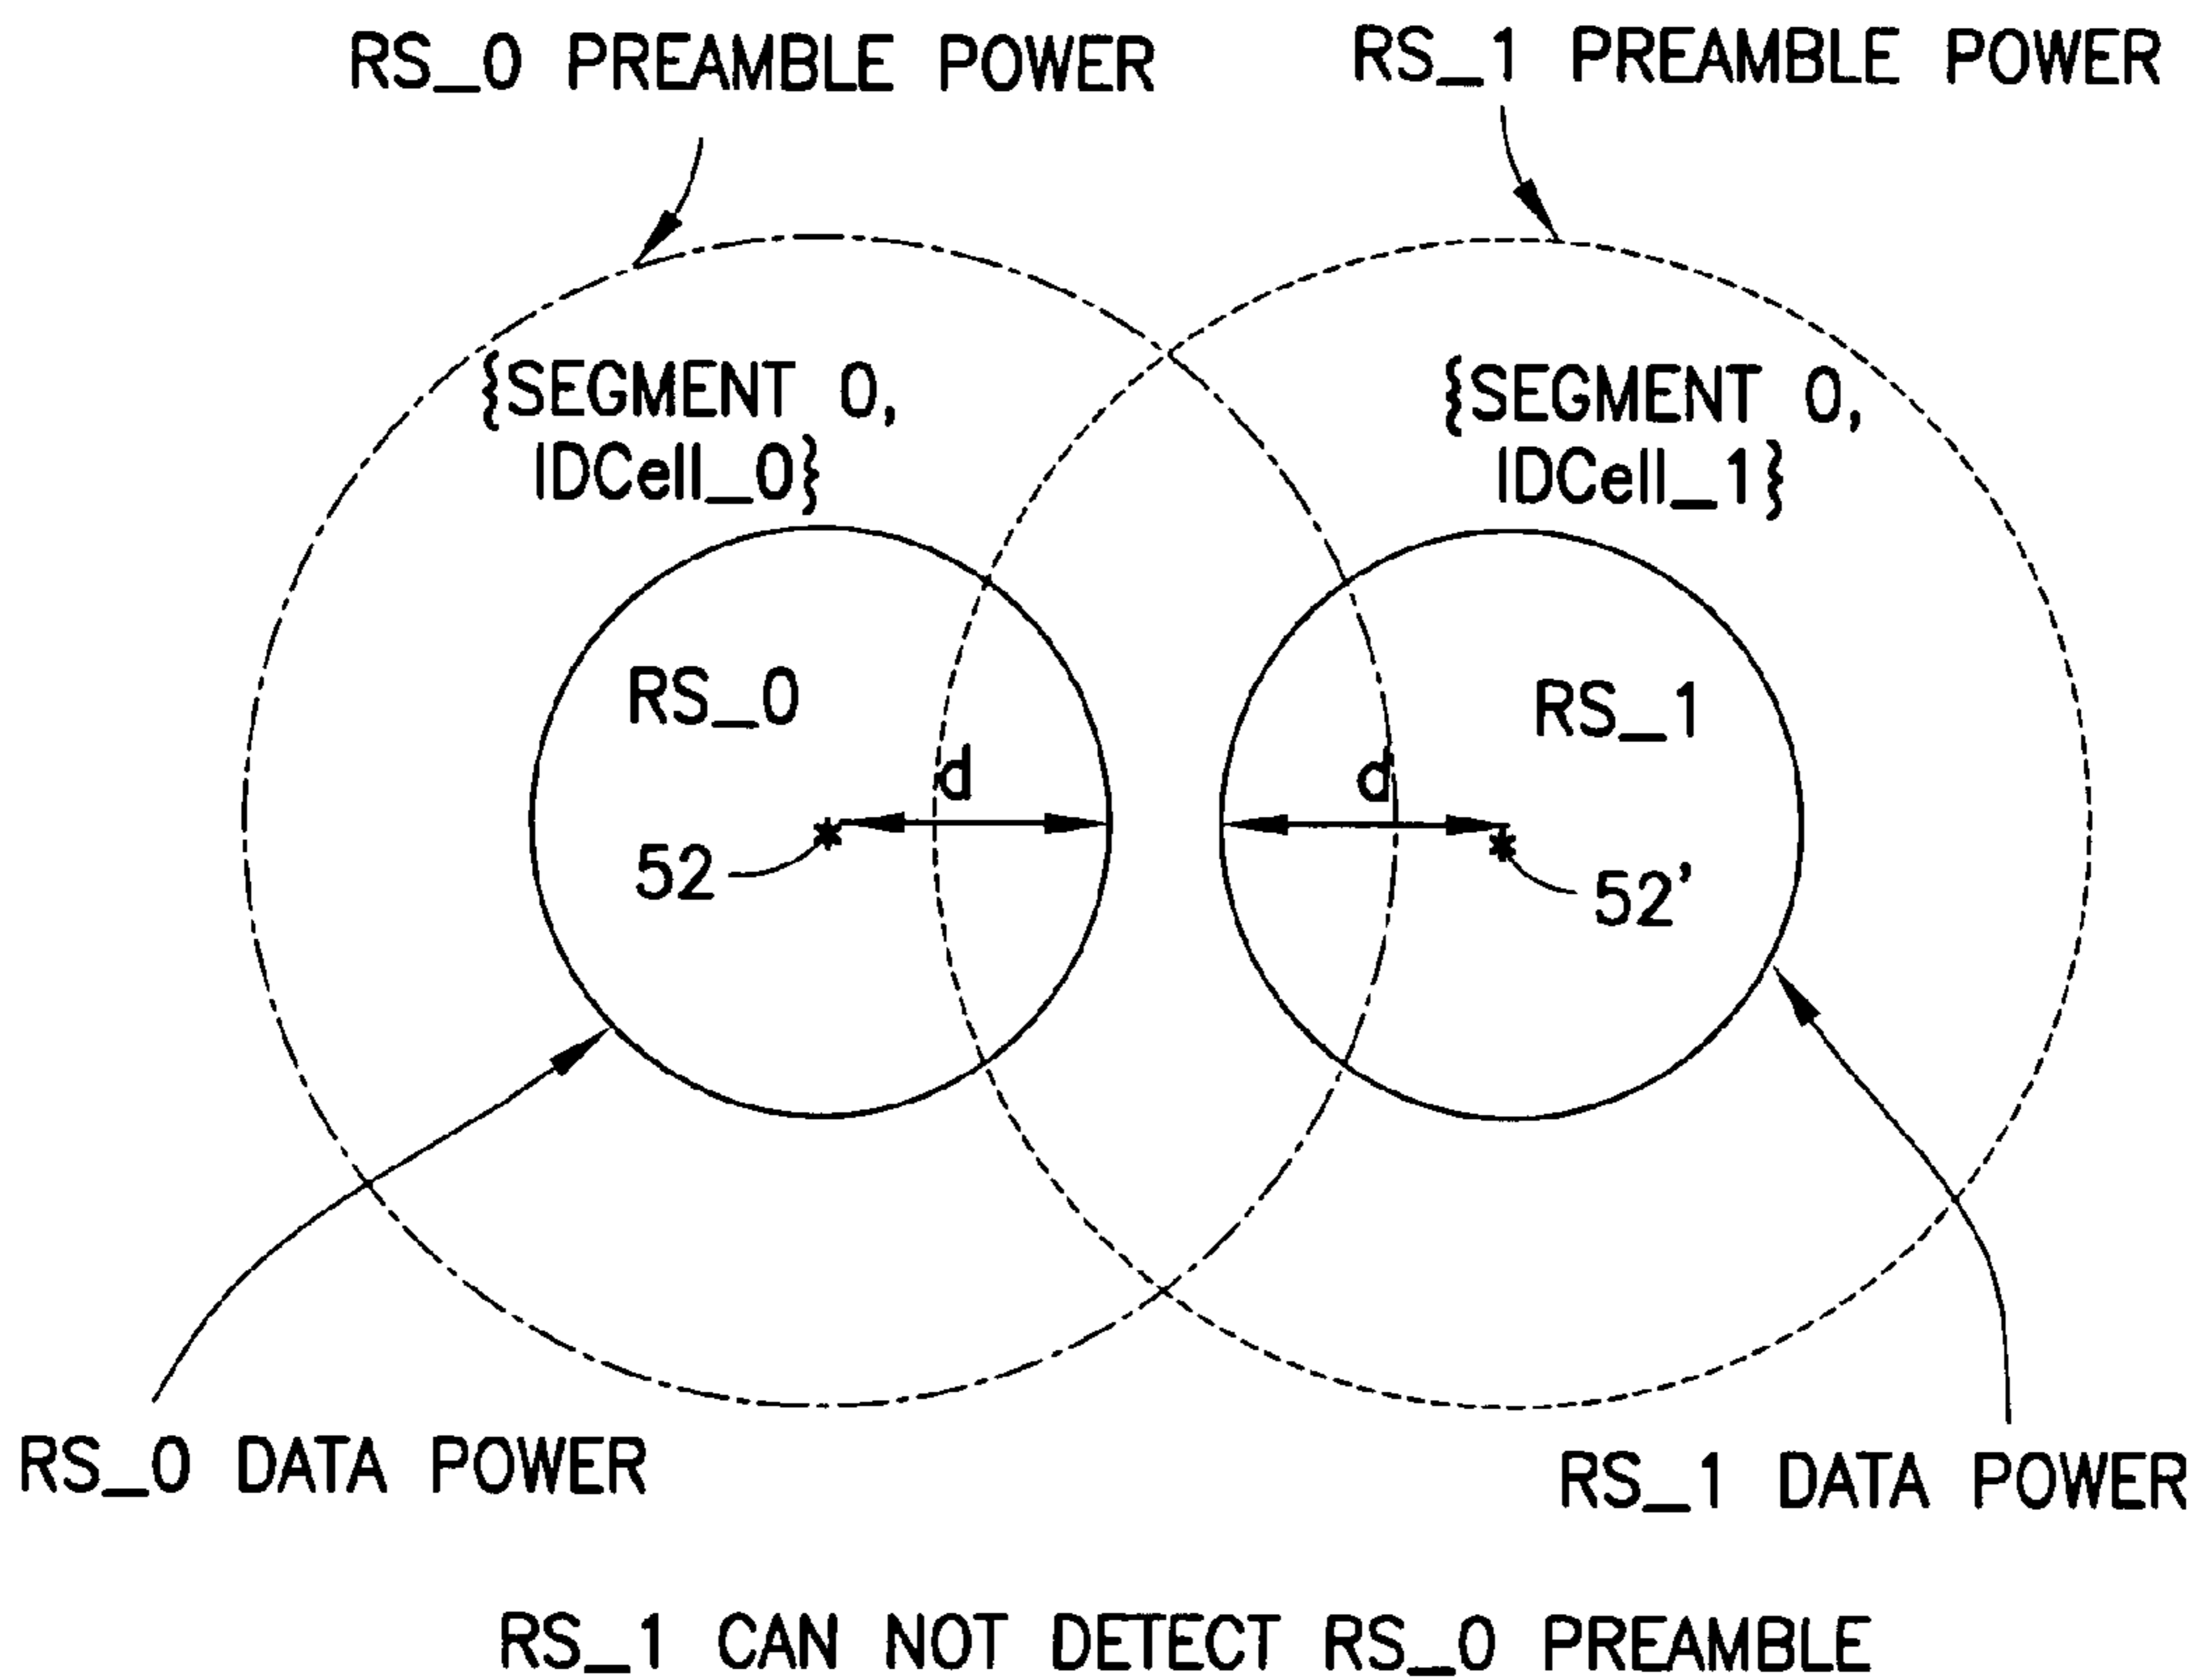 RS_0 PREAMBLE POWER
RS_1 PREAMBLE POWER
{SEGMENT 0,
IDCell_0}
{SEGMENT 0,
IDCell_1}
RS_0
RS_1
d
d
52
52'
RS_0 DATA POWER
RS_1 DATA POWER
RS_1 CAN NOT DETECT RS_0 PREAMBLE